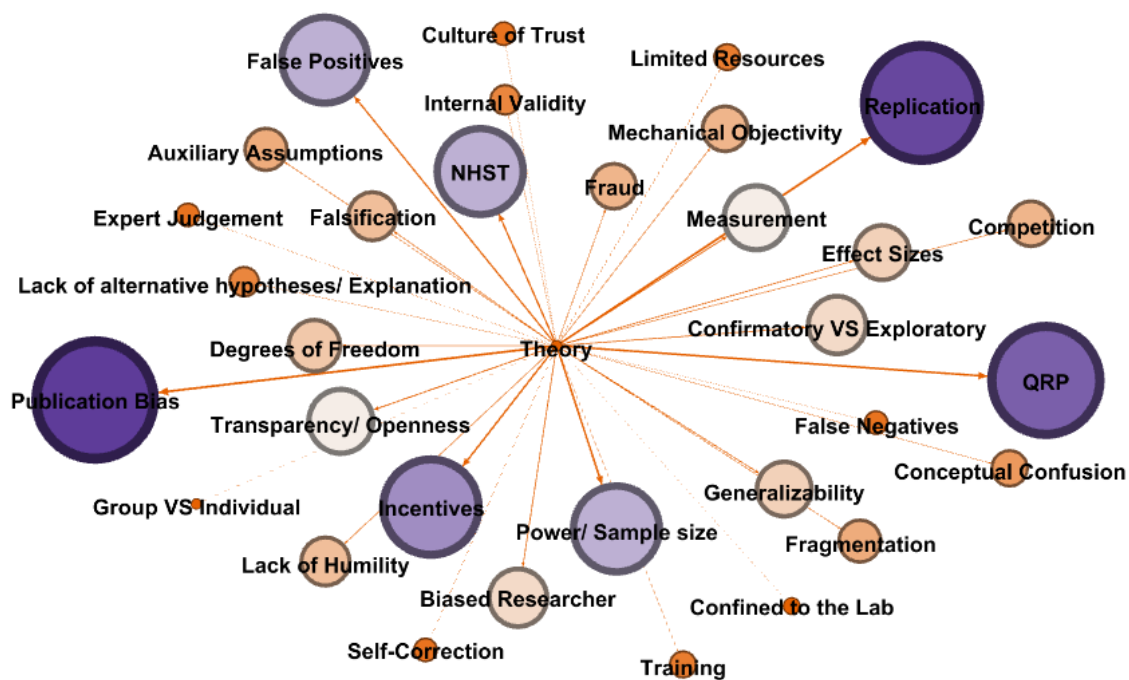 Culture of Trust
False Positives
Limited Resources
Internal Validity
Replication
Mechanical Objectivity
Auxiliary Assumptions
NHST
Fraud
Expert Judgement
Falsification
Measurement
Competition
Effect Sizes
Lack of alternative hypotheses/ Explanation
Confirmatory VS Exploratory
Degrees of Freedom
Theory
QRP
Publication Bias
Transparency/ Openness
False Negatives
Conceptual Confusion
Generalizability
Group VS Individual
Incentives
Power/ Sample size
Fragmentation
Lack of Humility
Biased Researcher
Confined to the Lab
Self-Correction
Training